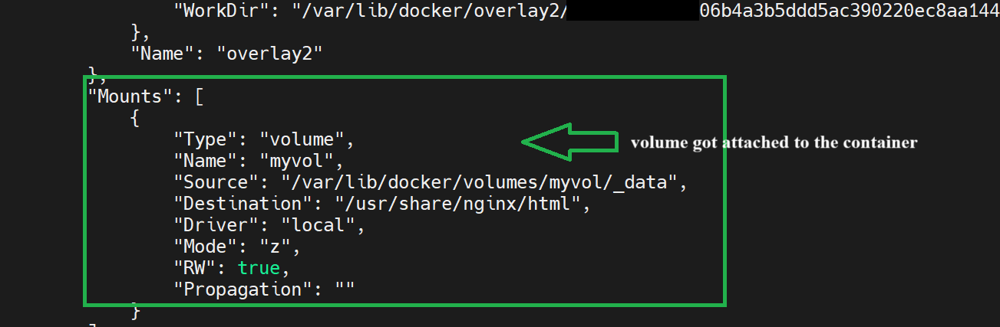 "WorkDir": "/var/lib/docker/overlay2/ 06b4a3b5ddd5ac390220ec8aa144
},
"Name": "overlay2"
},
"Mounts": [
{
"Type": "volume",
volume got attached to the container
"Name": "myvol",
"Source": "/var/lib/docker/volumes/myvol/_data",
"Destination": "/usr/share/nginx/html",
"Driver": "local",
"Mode": "z",
"RW": true,
"Propagation": ""
}